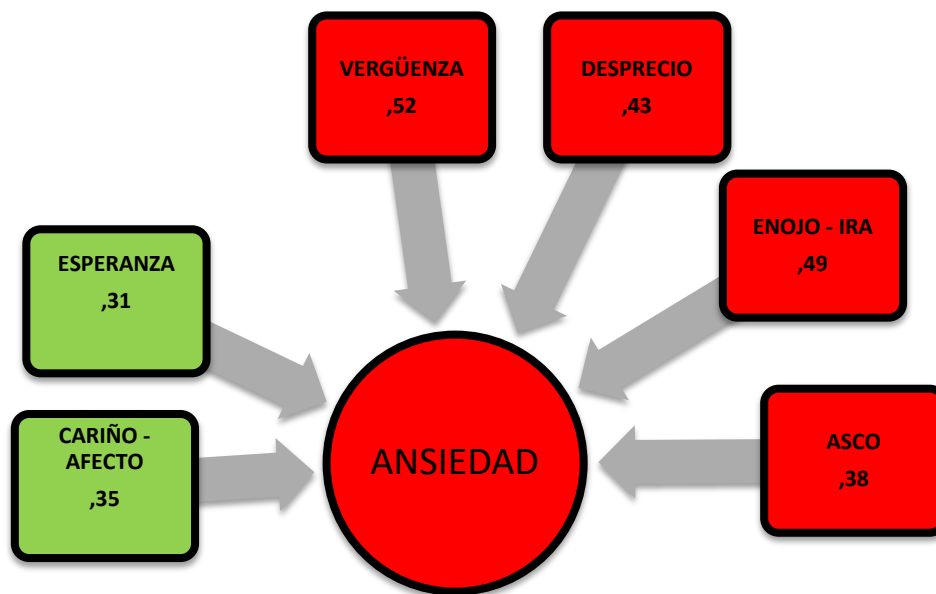 VERGÜENZA
,52
DESPRECIO
,43
ENOJO - IRA
,49
ESPERANZA
,31
CARIÑO -
AFECTO
,35
ANSIEDAD
ASCO
,38